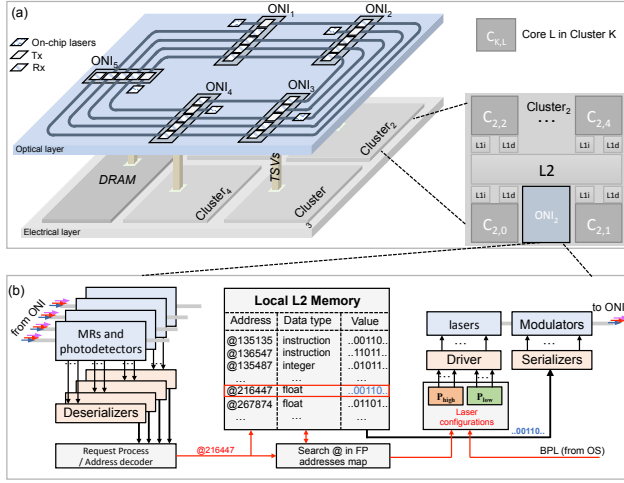 (a)
On-chip lasers
Tx
Rx
ONI1
ONI2
ONI5
ONI4
ONI3
Optical layer
DRAM
Cluster4
TSVs
Cluster
3
Cluster2
Electrical layer
CK,L
Core L in Cluster K
C2,2
Cluster2
...
C2,4
L1i
L1d
L1i
L1d
L2
L1i
L1d
L1i
L1d
C2,0
ONI2
C2,1
(b)
from ONI
MRs and
photodetectors
...
...
Deserializers
Request Process
/ Address decoder
@216447
Local L2 Memory
Address Data type Value
@135135 instruction ..00110..
@136547 instruction ..11011..
@135487 integer ..01011..
... ... ...
@216447 float ..00110..
@267874 float ..01101..
... ... ...
Search @ in FP
addresses map
lasers
Modulators
to ONI
...
...
Driver
Serializers
...
...
Phigh
Plow
Laser
configurations
..00110..
BPL (from OS)